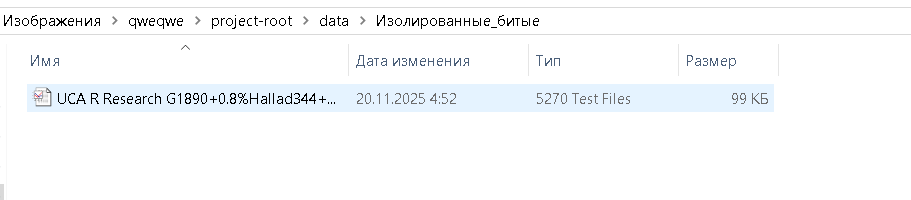 Изображения > qweqwe > project-root > data > Изолированные_битые
Имя Дата изменения Тип Размер
UCA R Research G1890+0.8%Hallad344+... 20.11.2025 4:52 5270 Test Files 99 КБ